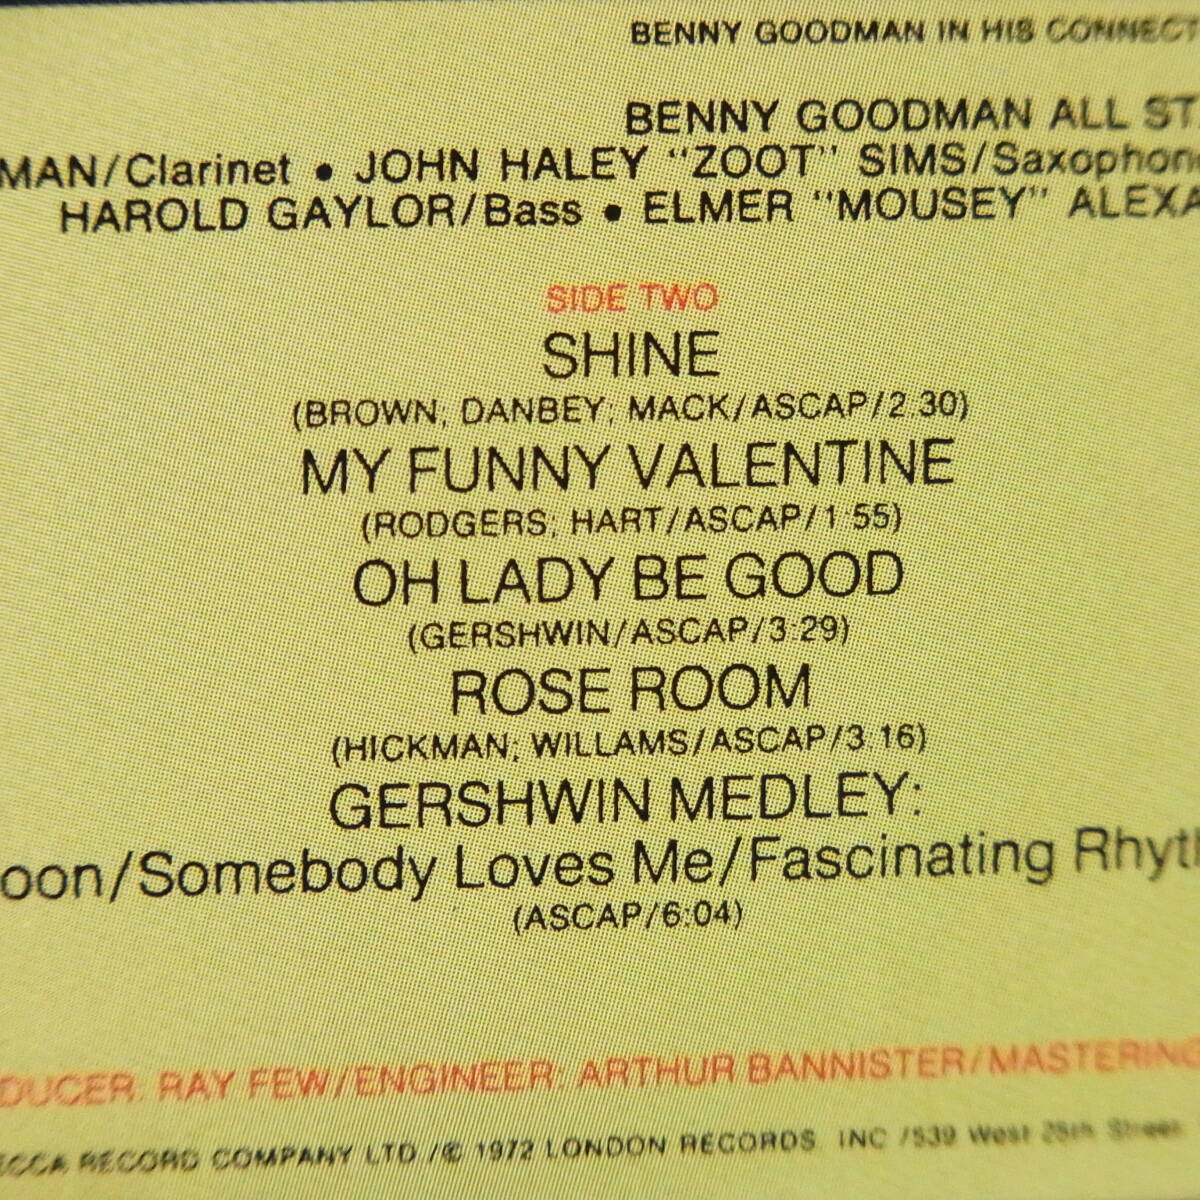 BENNY GOODMAN IN HIS CONNECT
BENNY GOODMAN ALL ST
MAN/Clarinet • JOHN HALEY "ZOOT" SIMS/Saxophon
HAROLD GAYLOR/Bass • ELMER "MOUSEY" ALEXA
SIDE TWO
SHINE
(BROWN; DANBEY; MACK/ASCAP/2:30)
MY FUNNY VALENTINE
(RODGERS; HART/ASCAP/1:55)
OH LADY BE GOOD
(GERSHWIN/ASCAP/3:29)
ROSE ROOM
(HICKMAN; WILLAMS/ASCAP/3:16)
GERSHWIN MEDLEY:
oon/Somebody Loves Me/Fascinating Rhyt
(ASCAP/6:04)
DUCER: RAY FEW/ENGINEER: ARTHUR BANNISTER/MASTERING
ECCA RECORD COMPANY LTD./© 1972 LONDON RECORDS, INC./539 West 25th Street